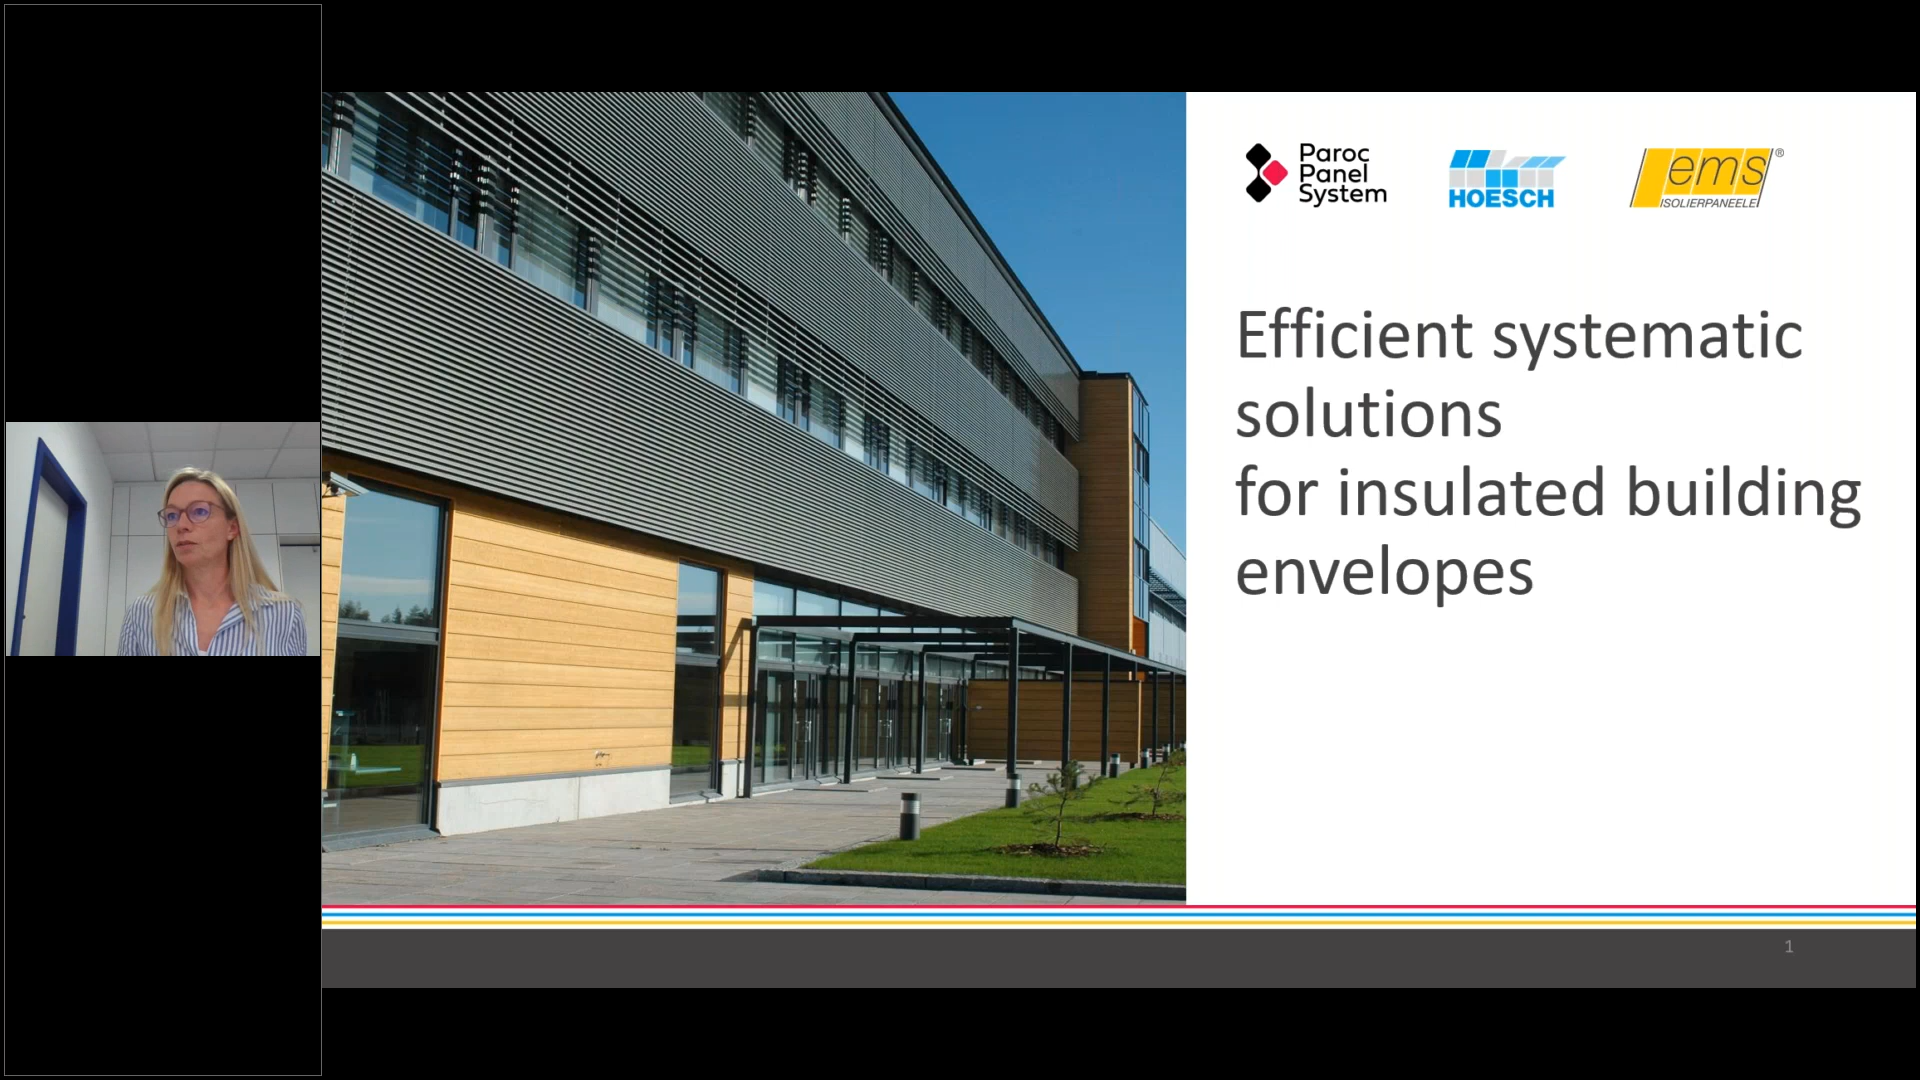 Paroc
Panel
System
HOESCH
ems®
ISOLIERPANEELE
Efficient systematic
solutions
for insulated building
envelopes
1